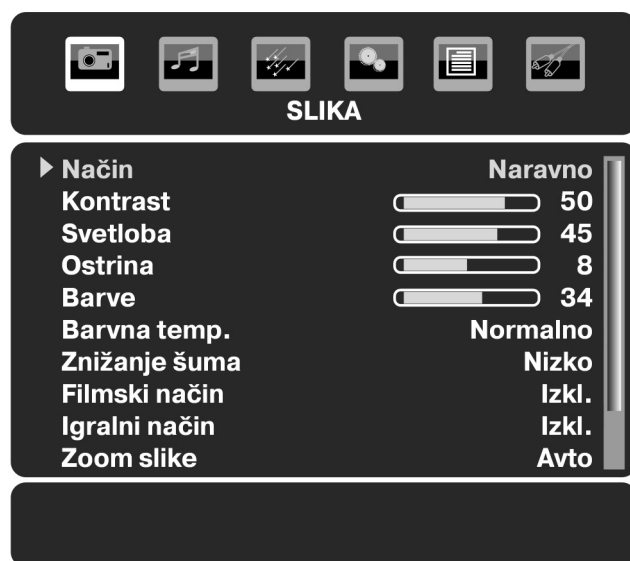 SLIKA
Način Naravno
Kontrast 50
Svetloba 45
Ostrina 8
Barve 34
Barvna temp. Normalno
Znižanje šuma Nizko
Filmski način Izkl.
Igralni način Izkl.
Zoom slike Avto